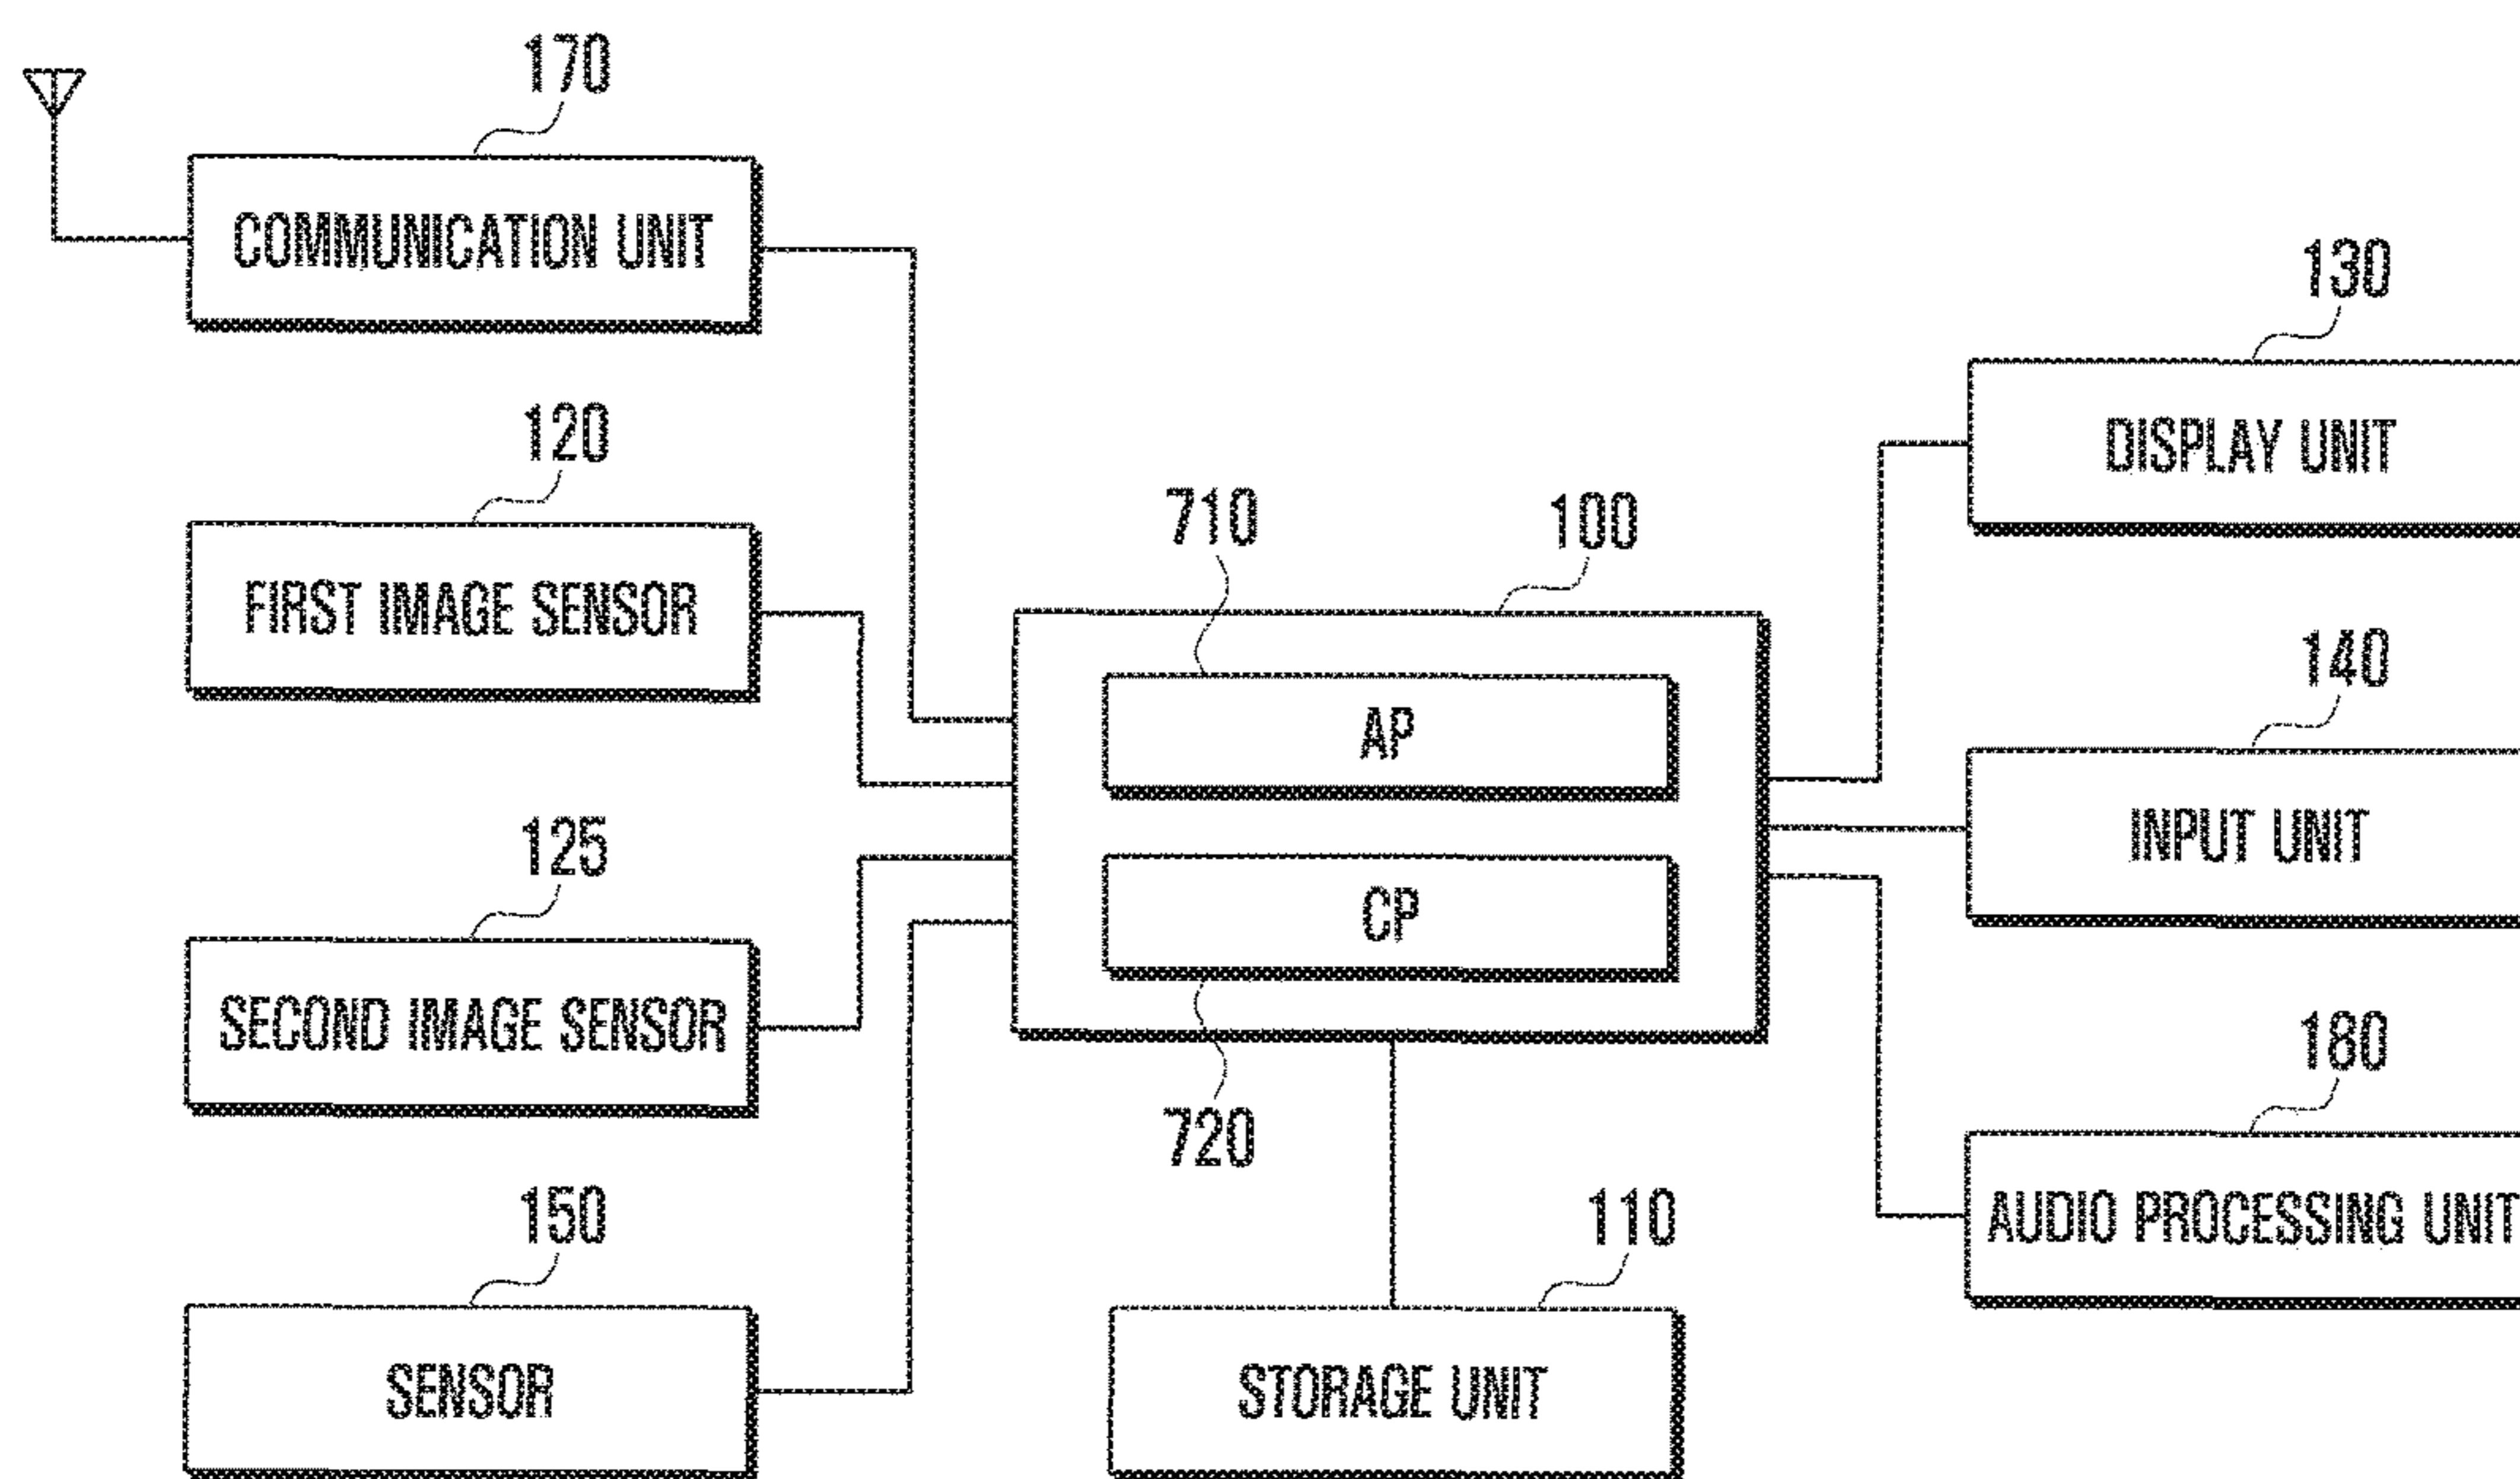 170
COMMUNICATION UNIT
120
FIRST IMAGE SENSOR
125
SECOND IMAGE SENSOR
150
SENSOR
710
100
AP
CP
720
110
STORAGE UNIT
130
DISPLAY UNIT
140
INPUT UNIT
180
AUDIO PROCESSING UNIT